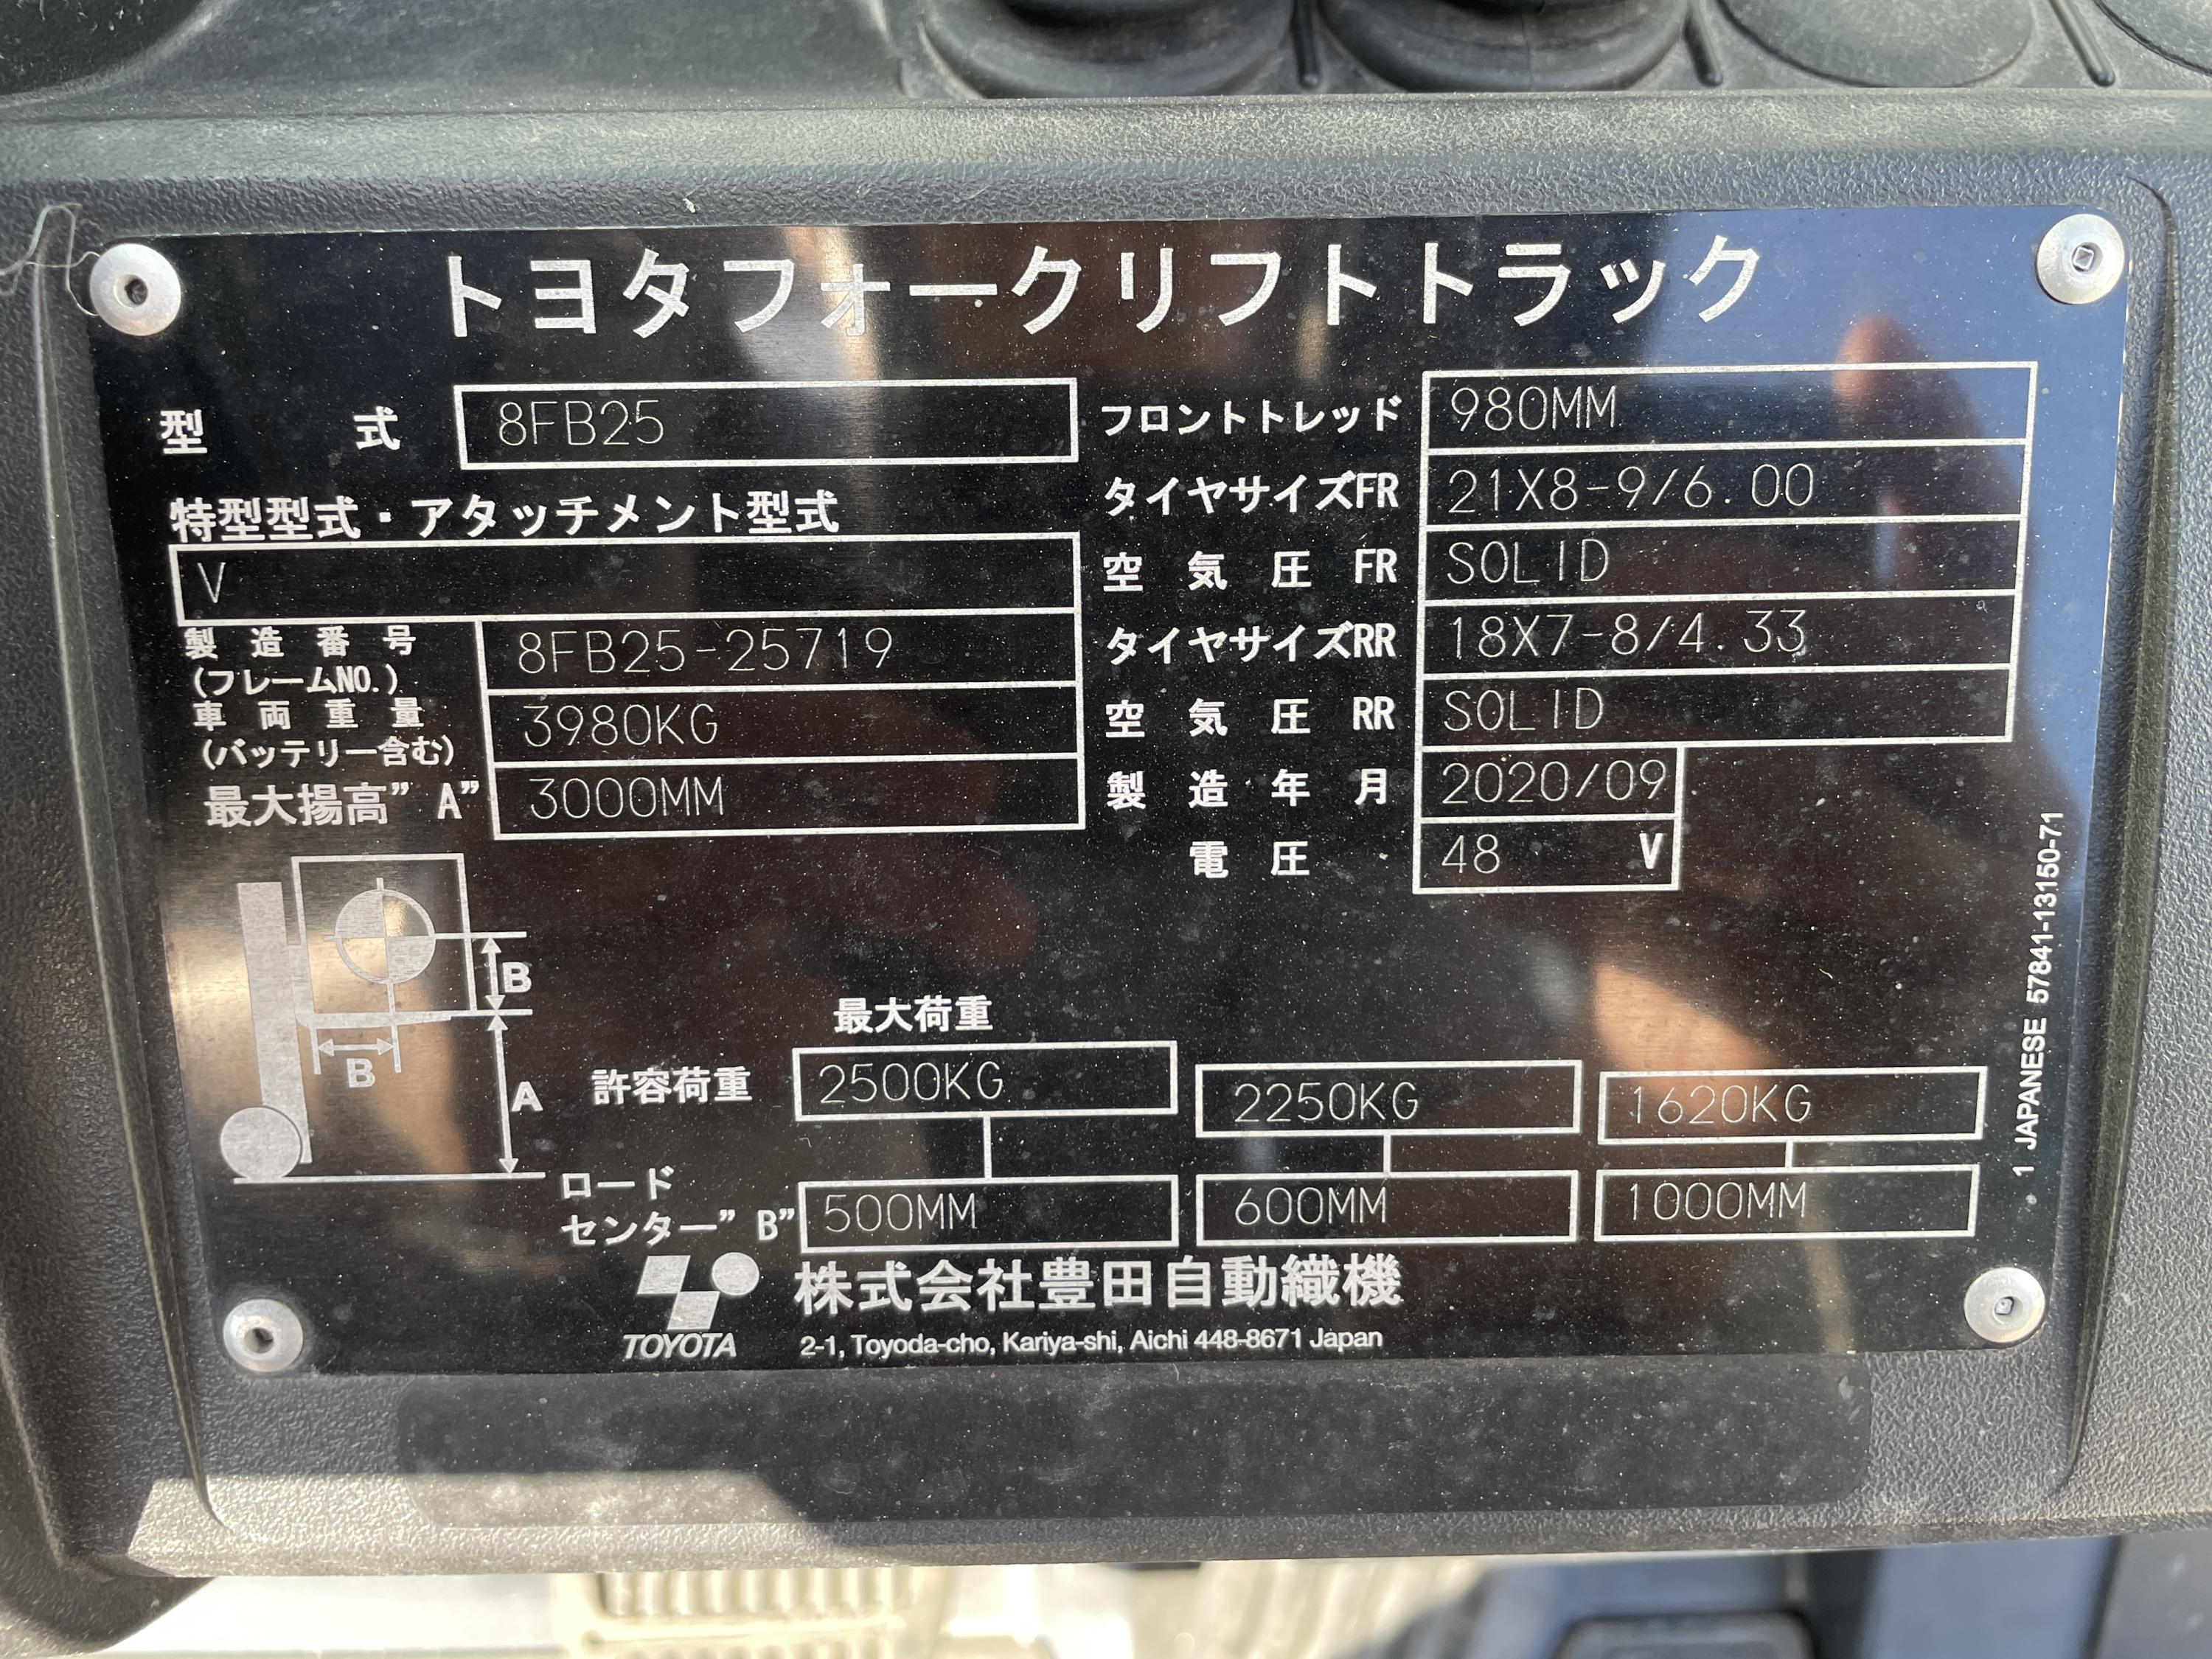 トヨタフォークリフトトラック
型 式 8FB25
特型型式・アタッチメント型式
V
製造番号 8FB25-25719
(フレームNO.)
車両重量 3980KG
(バッテリー含む)
最大揚高”A” 3000MM
フロントトレッド 980MM
タイヤサイズFR 21X8-9/6.00
空気圧 FR SOLID
タイヤサイズRR 18X7-8/4.33
空気圧 RR SOLID
製造年月 2020/09
電圧 48 V
B
B
A
最大荷重
許容荷重 2500KG 2250KG 1620KG
ロード
センター”B” 500MM 600MM 1000MM
TOYOTA
株式会社豊田自動織機
2-1, Toyoda-cho, Kariya-shi, Aichi 448-8671 Japan
1 JAPANESE 57841-13150-71